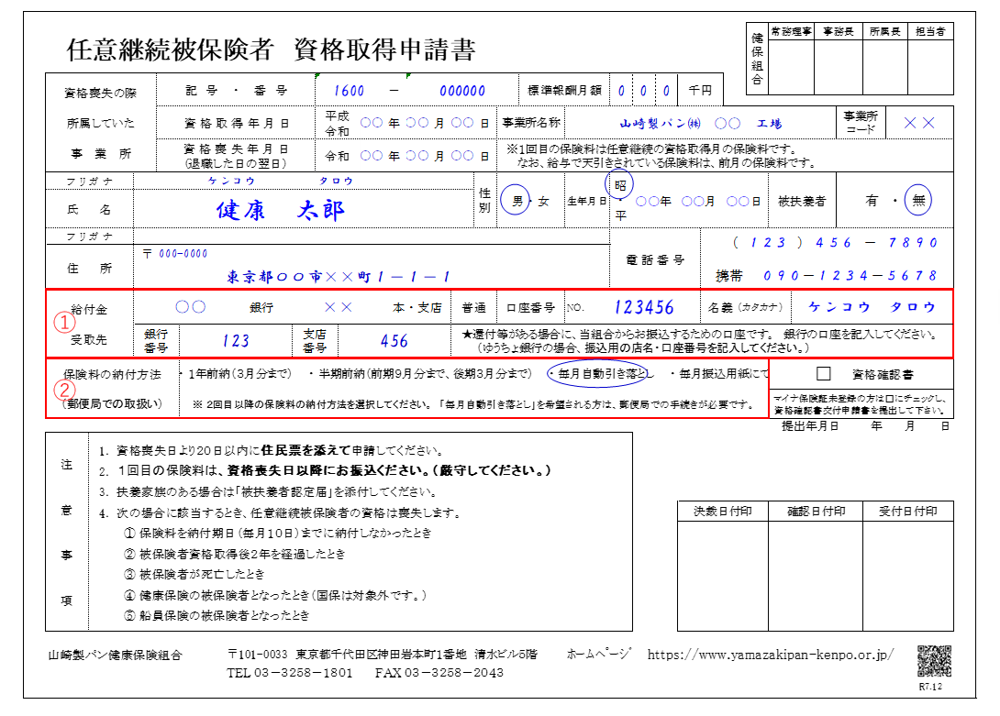 任意継続被保険者 資格取得申請書
健保組合 常務理事 事務長 所属長 担当者
資格喪失の際所属していた事業所
記号・番号 1600 － 000000 標準報酬月額 0 0 0 千円
資格取得年月日 平成 令和 〇〇 年 〇〇 月 〇〇 日 事業所名称 山崎製パン㈱ 〇〇 工場 事業所コード ××
資格喪失年月日 (退職した日の翌日) 令和 〇〇 年 〇〇 月 〇〇 日
※1回目の保険料は任意継続の資格取得月の保険料です。
なお、給与で天引きされている保険料は、前月の保険料です。
フリガナ ケンコウ タロウ
氏 名 健康 太郎 性別 男・女 生年月日 昭・平 〇〇年 〇〇月 〇〇日 被扶養者 有 ・ 無
フリガナ
住 所 〒 000-0000
東京都〇〇市××町1－1－1
電話番号 (123)456－7890
携帯 090－1234－5678
① 給付金受取先 〇〇 銀行 ×× 本・支店 普通 口座番号 NO. 123456 名義(カタカナ) ケンコウ タロウ
銀行番号 123 支店番号 456
★還付等がある場合に、当組合からお振込するための口座です。 銀行の口座を記入してください。
(ゆうちょ銀行の場合、振込用の店名・口座番号を記入してください。)
② 保険料の納付方法 (郵便局での取扱い)
・1年前納(3月分まで) ・半期前納(前期9月分まで、後期3月分まで) ・毎月自動引き落とし ・毎月振込用紙にて
※ 2回目以降の保険料の納付方法を選択してください。「毎月自動引き落とし」を希望される方は、郵便局での手続きが必要です。
□ 資格確認書
マイナ保険証未登録の方は□にチェックし、
資格確認書交付申請書を提出して下さい。
提出年月日 年 月 日
注意事項
1. 資格喪失日より20日以内に住民票を添えて申請してください。
2. 1回目の保険料は、資格喪失日以降にお振込ください。(厳守してください。)
3. 扶養家族のある場合は「被扶養者認定届」を添付してください。
4. 次の場合に該当するとき、任意継続被保険者の資格は喪失します。
① 保険料を納付期日(毎月10日)までに納付しなかったとき
② 被保険者資格取得後2年を経過したとき
③ 被保険者が死亡したとき
④ 健康保険の被保険者となったとき(国保は対象外です。)
⑤ 船員保険の被保険者となったとき
決裁日付印 確認日付印 受付日付印
山崎製パン健康保険組合 〒101-0033 東京都千代田区神田岩本町1番地 清水ビル5階 ホームページ https://www.yamazakipan-kenpo.or.jp/
TEL 03－3258－1801 FAX 03－3258－2043
R7.12